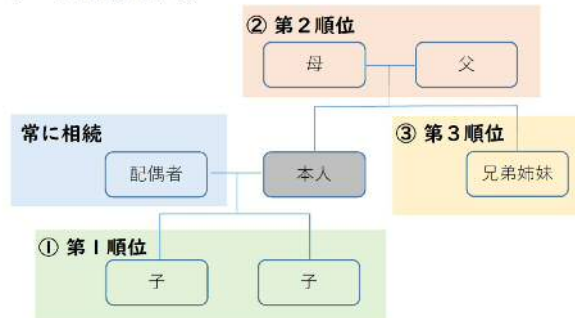 ② 第２順位
母
父
常に相続
配偶者
本人
③ 第３順位
兄弟姉妹
① 第１順位
子
子